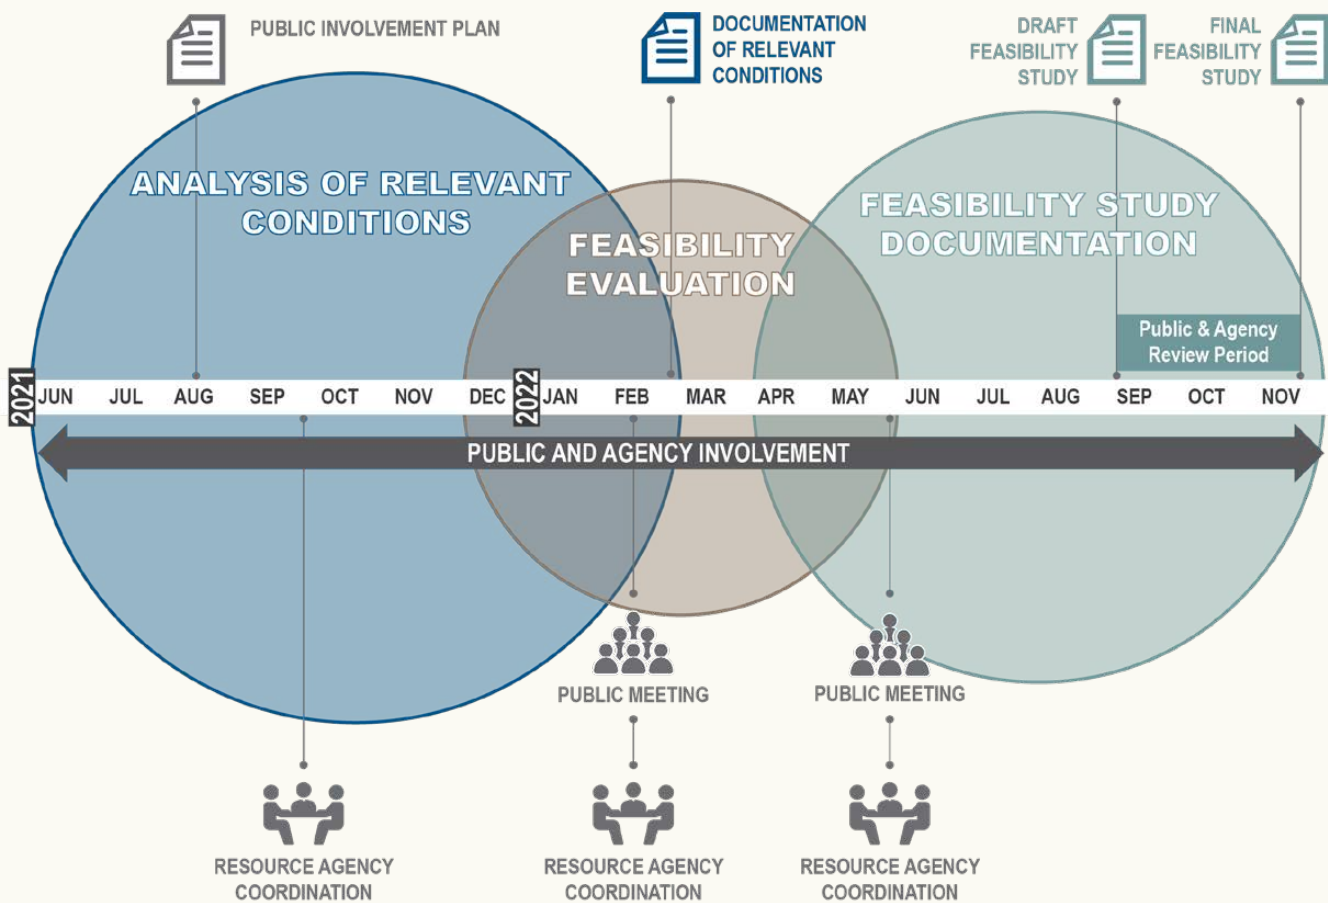 PUBLIC INVOLVEMENT PLAN
DOCUMENTATION
OF RELEVANT
CONDITIONS
DRAFT
FEASIBILITY
STUDY
FINAL
FEASIBILITY
STUDY
ANALYSIS OF RELEVANT
CONDITIONS
FEASIBILITY
EVALUATION
FEASIBILITY STUDY
DOCUMENTATION
Public & Agency
Review Period
2021 JUN JUL AUG SEP OCT NOV DEC 2022 JAN FEB MAR APR MAY JUN JUL AUG SEP OCT NOV
PUBLIC AND AGENCY INVOLVEMENT
PUBLIC MEETING
PUBLIC MEETING
RESOURCE AGENCY
COORDINATION
RESOURCE AGENCY
COORDINATION
RESOURCE AGENCY
COORDINATION